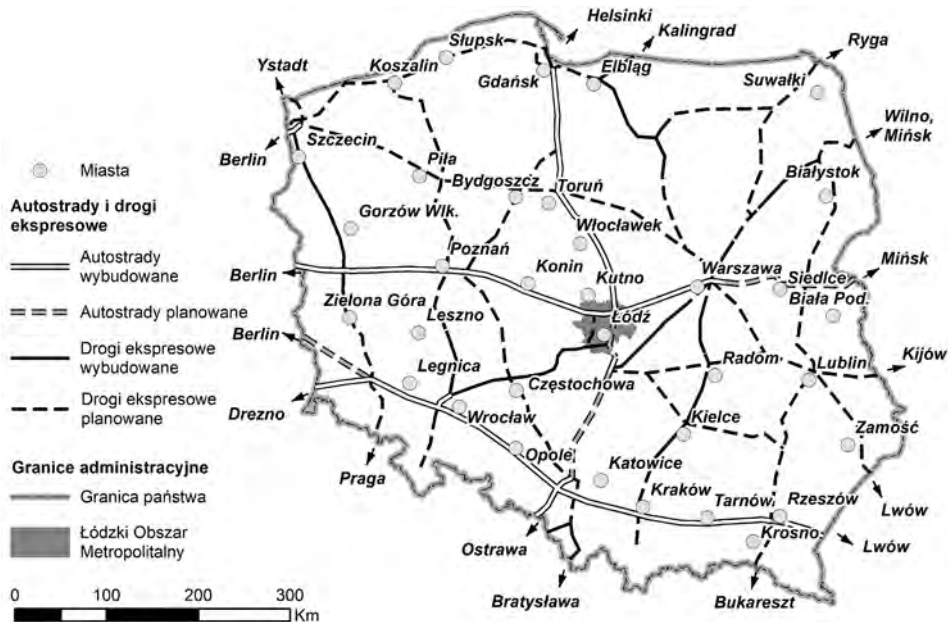 Helsinki
Kalingrad
Ryga
Słupsk
Koszalin
Ystadt
Gdańsk
Elbląg
Suwałki
Wilno,
Mińsk
Szczecin
Berlin
Piła
Bydgoszcz
Toruń
Białystok
Gorzów Wlk.
Włocławek
Poznań
Konin
Kutno
Warszawa
Siedlce
Mińsk
Biała Pod.
Berlin
Zielona Góra
Leszno
Łódź
Berlin
Legnica
Częstochowa
Radom
Lublin
Kijów
Drezno
Wrocław
Kielce
Zamość
Praga
Opole
Katowice
Kraków
Tarnów
Rzeszów
Lwów
Krosno
Lwów
Ostrawa
Bratysława
Bukareszt
Miasta
Autostrady i drogi
ekspresowe
Autostrady
wybudowane
Autostrady planowane
Drogi ekspresowe
wybudowane
Drogi ekspresowe
planowane
Granice administracyjne
Granica państwa
Łódzki Obszar
Metropolitalny
0 100 200 300
Km